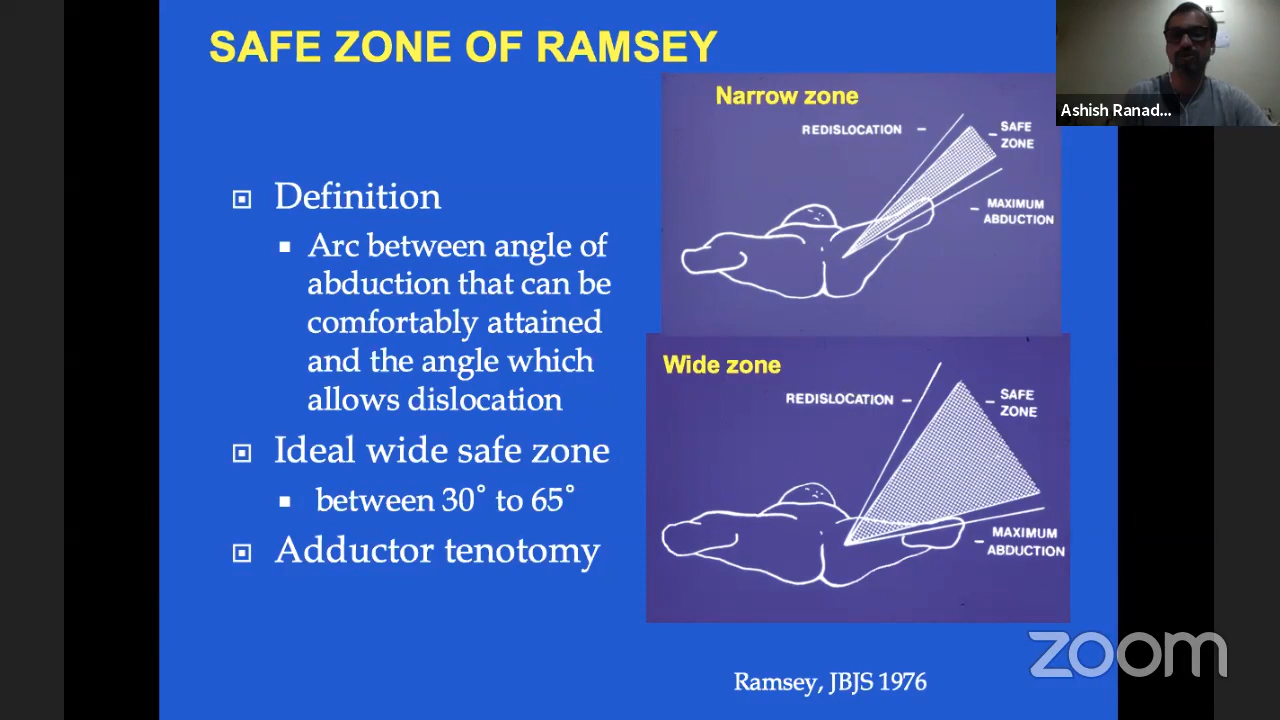 SAFE ZONE OF RAMSEY
Ashish Ranad...
Narrow zone
REDISLOCATION
SAFE
ZONE
MAXIMUM
ABDUCTION
Definition
Arc between angle of
abduction that can be
comfortably attained
and the angle which
allows dislocation
Ideal wide safe zone
between 30° to 65°
Adductor tenotomy
Wide zone
REDISLOCATION
SAFE
ZONE
MAXIMUM
ABDUCTION
Ramsey, JBJS 1976
zoom